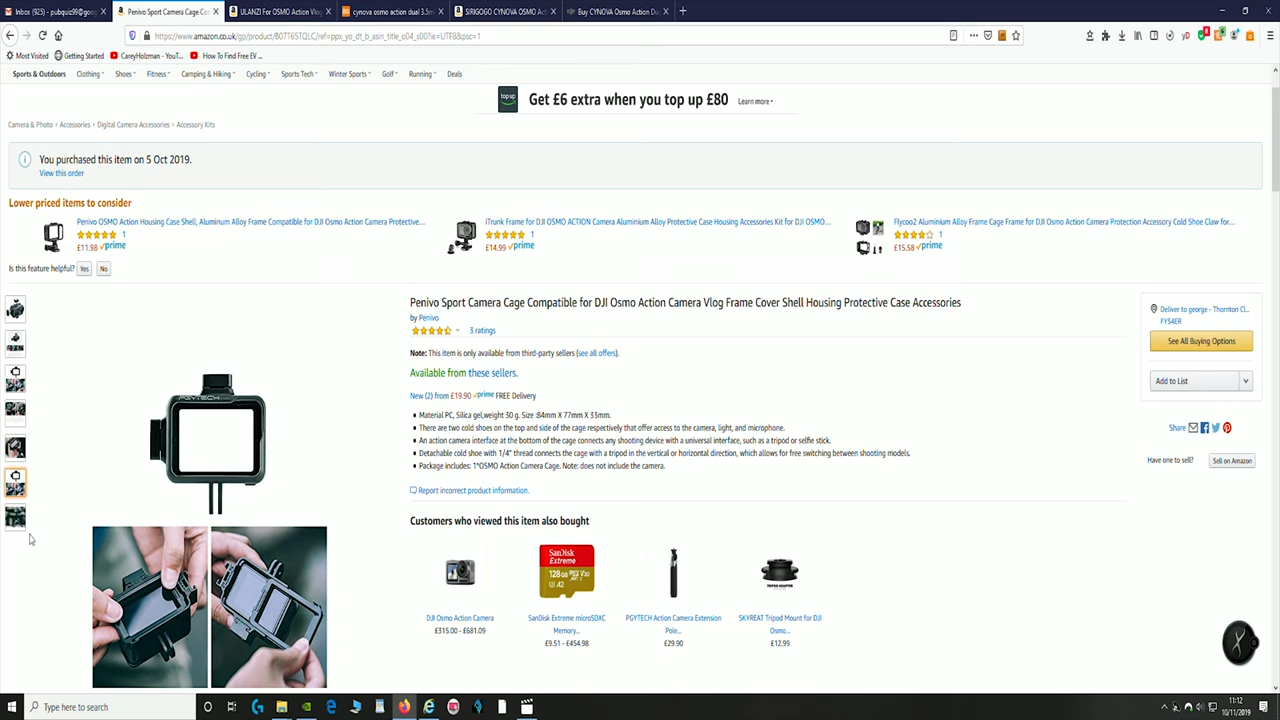 Inbox (923) - pubquiz99@goog
Penivo Sport Camera Cage Co
ULANZI For OSMO Action Vlog
cynova osmo action dual 3.5m
SIRIGOGO CYNOVA OSMO Act
Buy CYNOVA Osmo Action Du
https://www.amazon.co.uk/gp/product/B07T65TQLC/ref=ppx_yo_dt_b_asin_title_o04_s00?ie=UTF8&psc=1
Most Visited
Getting Started
CareyHolzman - YouT...
How To Find Free EV ...
Sports & Outdoors
Clothing
Shoes
Fitness
Camping & Hiking
Cycling
Sports Tech
Winter Sports
Golf
Running
Deals
top up
Get £6 extra when you top up £80
Learn more
Camera & Photo > Accessories > Digital Camera Accessories > Accessory Kits
You purchased this item on 5 Oct 2019.
View this order
Lower priced items to consider
Penivo OSMO Action Housing Case Shell, Aluminum Alloy Frame Compatible for DJI Osmo Action Camera Protective...
1
£11.98 prime
iTrunk Frame for DJI OSMO ACTION Camera Aluminium Alloy Protective Case Housing Accessories Kit for DJI OSMO...
1
£14.99 prime
Flycoo2 Aluminium Alloy Frame Cage Frame for DJI Osmo Action Camera Protection Accessory Cold Shoe Claw for...
1
£15.58 prime
Is this feature helpful?
Yes
No
Penivo Sport Camera Cage Compatible for DJI Osmo Action Camera Vlog Frame Cover Shell Housing Protective Case Accessories
by Penivo
3 ratings
Note: This item is only available from third-party sellers (see all offers).
Available from these sellers.
New (2) from £19.90 prime FREE Delivery
• Material PC, Silica gel,weight 30 g. Size :84mm X 77mm X 33mm.
• There are two cold shoes on the top and side of the cage respectively that offer access to the camera, light, and microphone.
• An action camera interface at the bottom of the cage connects any shooting device with a universal interface, such as a tripod or selfie stick.
• Detachable cold shoe with 1/4" thread connects the cage with a tripod in the vertical or horizontal direction, which allows for free switching between shooting models.
• Package includes: 1*OSMO Action Camera Cage. Note: does not include the camera.
Report incorrect product information.
Deliver to george - Thornton Cl...
FY54ER
See All Buying Options
Add to List
Share
Have one to sell?
Sell on Amazon
PGYTECH
Customers who viewed this item also bought
SanDisk
Extreme
128GB
A2
DJI Osmo Action Camera
£315.00 - £681.09
SanDisk Extreme microSDXC
Memory...
£9.51 - £454.98
PGYTECH Action Camera Extension
Pole...
£29.90
SKYREAT Tripod Mount for DJI
Osmo...
£12.99
Type here to search
11:12
10/11/2019